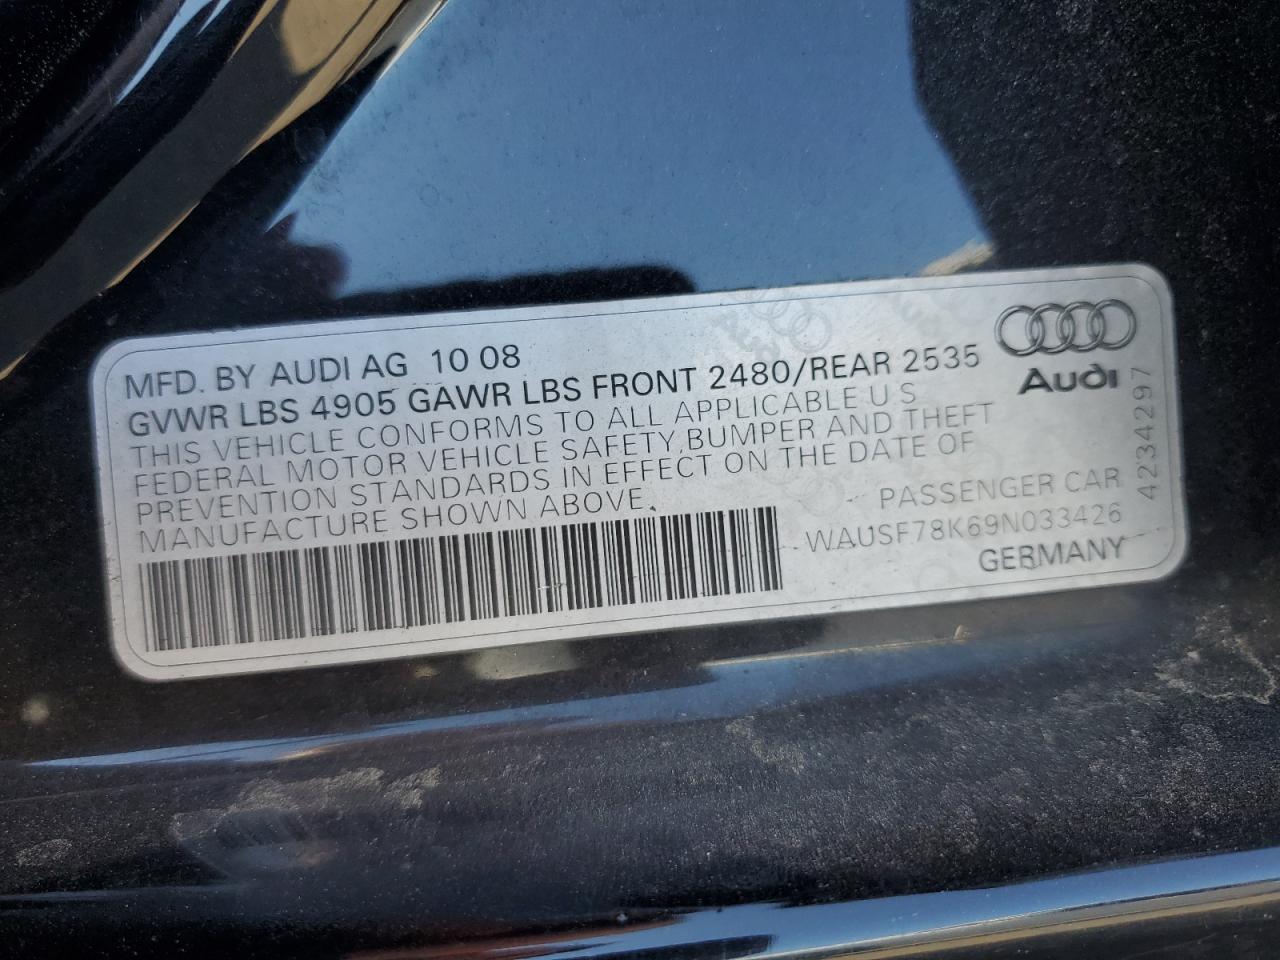 MFD. BY AUDI AG 10 08
GVWR LBS 4905 GAWR LBS FRONT 2480/REAR 2535
THIS VEHICLE CONFORMS TO ALL APPLICABLE U S
FEDERAL MOTOR VEHICLE SAFETY, BUMPER AND THEFT
PREVENTION STANDARDS IN EFFECT ON THE DATE OF
MANUFACTURE SHOWN ABOVE.
Audi
PASSENGER CAR
WAUSF78K69N033426
GERMANY
4234297